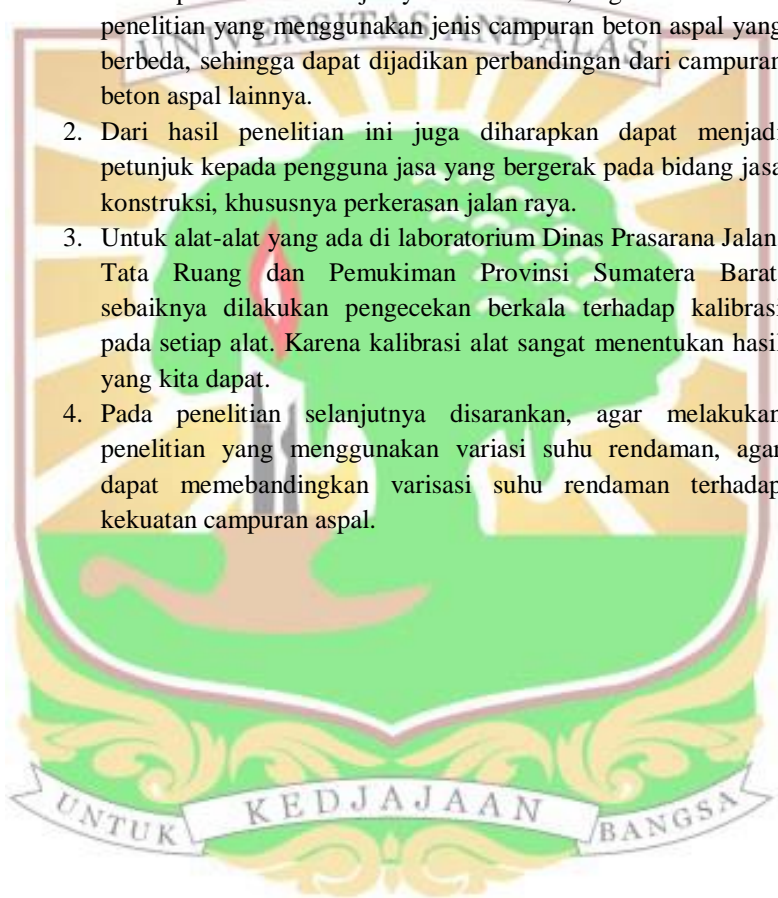 penelitian yang menggunakan jenis campuran beton aspal yang
UNIVERSITAS ANDALAS
berbeda, sehingga dapat dijadikan perbandingan dari campuran
beton aspal lainnya.
2. Dari hasil penelitian ini juga diharapkan dapat menjadi
petunjuk kepada pengguna jasa yang bergerak pada bidang jasa
konstruksi, khususnya perkerasan jalan raya.
3. Untuk alat-alat yang ada di laboratorium Dinas Prasarana Jalan
Tata Ruang dan Pemukiman Provinsi Sumatera Barat
sebaiknya dilakukan pengecekan berkala terhadap kalibrasi
pada setiap alat. Karena kalibrasi alat sangat menentukan hasil
yang kita dapat.
4. Pada penelitian selanjutnya disarankan, agar melakukan
penelitian yang menggunakan variasi suhu rendaman, agar
dapat memebandingkan varisasi suhu rendaman terhadap
kekuatan campuran aspal.
UNTUK KEDJAJAAN BANGSA